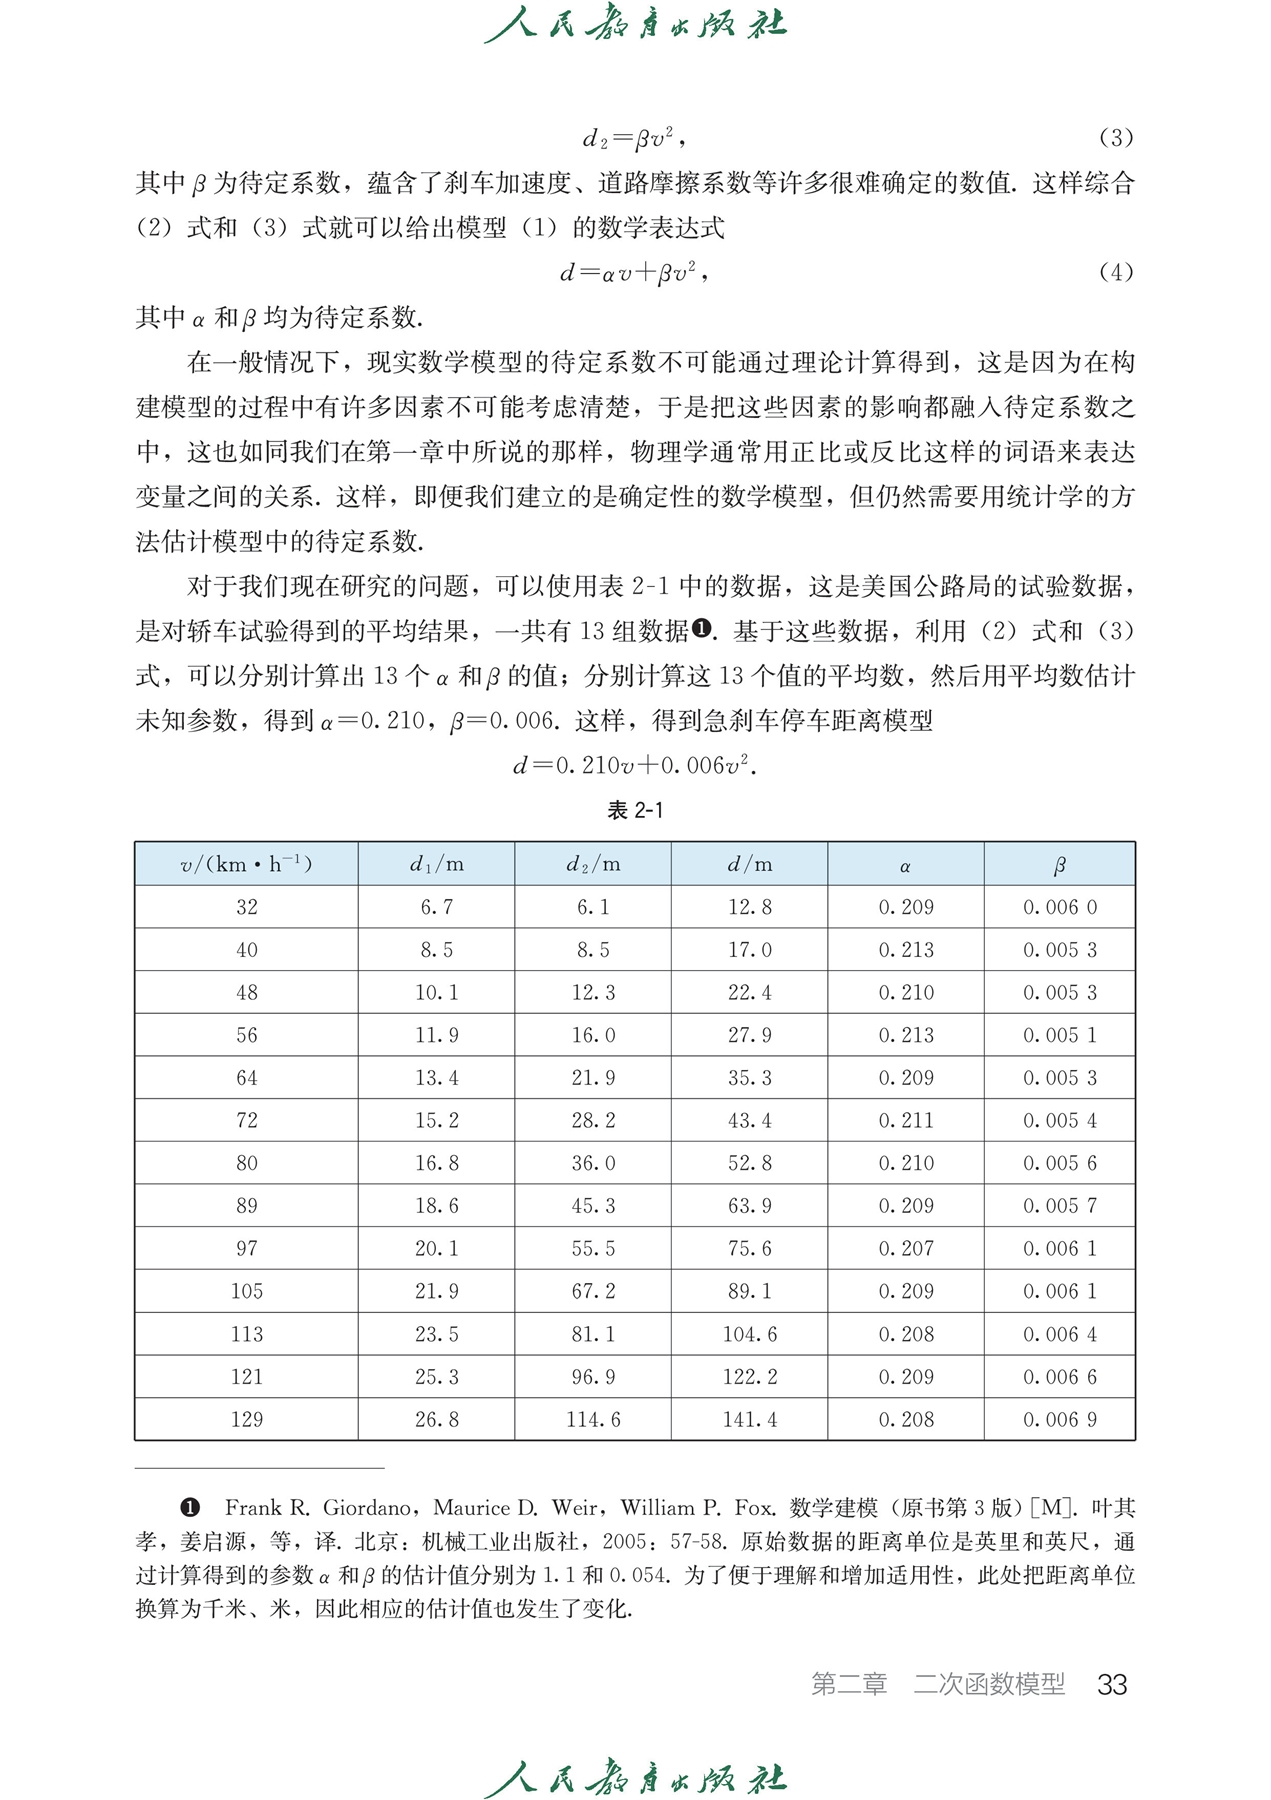 人民教育出版社
d₂=βv², (3)
其中 β 为待定系数，蕴含了刹车加速度、道路摩擦系数等许多很难确定的数值. 这样综合
（2）式和（3）式就可以给出模型（1）的数学表达式
d=αv+βv², (4)
其中 α 和 β 均为待定系数.
在一般情况下，现实数学模型的待定系数不可能通过理论计算得到，这是因为在构
建模型的过程中有许多因素不可能考虑清楚，于是把这些因素的影响都融入待定系数之
中，这也如同我们在第一章中所说的那样，物理学通常用正比或反比这样的词语来表达
变量之间的关系. 这样，即便我们建立的是确定性的数学模型，但仍然需要用统计学的方
法估计模型中的待定系数.
对于我们现在研究的问题，可以使用表 2-1 中的数据，这是美国公路局的试验数据，
是对轿车试验得到的平均结果，一共有 13 组数据❶. 基于这些数据，利用（2）式和（3）
式，可以分别计算出 13 个 α 和 β 的值；分别计算这 13 个值的平均数，然后用平均数估计
未知参数，得到 α=0.210，β=0.006. 这样，得到急刹车停车距离模型
d=0.210v+0.006v².
表 2-1
v/(km·h⁻¹) d₁/m d₂/m d/m α β
32 6.7 6.1 12.8 0.209 0.006 0
40 8.5 8.5 17.0 0.213 0.005 3
48 10.1 12.3 22.4 0.210 0.005 3
56 11.9 16.0 27.9 0.213 0.005 1
64 13.4 21.9 35.3 0.209 0.005 3
72 15.2 28.2 43.4 0.211 0.005 4
80 16.8 36.0 52.8 0.210 0.005 6
89 18.6 45.3 63.9 0.209 0.005 7
97 20.1 55.5 75.6 0.207 0.006 1
105 21.9 67.2 89.1 0.209 0.006 1
113 23.5 81.1 104.6 0.208 0.006 4
121 25.3 96.9 122.2 0.209 0.006 6
129 26.8 114.6 141.4 0.208 0.006 9
❶ Frank R. Giordano，Maurice D. Weir，William P. Fox. 数学建模（原书第 3 版）[M]. 叶其
孝，姜启源，等，译. 北京：机械工业出版社，2005：57-58. 原始数据的距离单位是英里和英尺，通
过计算得到的参数 α 和 β 的估计值分别为 1.1 和 0.054. 为了便于理解和增加适用性，此处把距离单位
换算为千米、米，因此相应的估计值也发生了变化.
第二章 二次函数模型 33
人民教育出版社